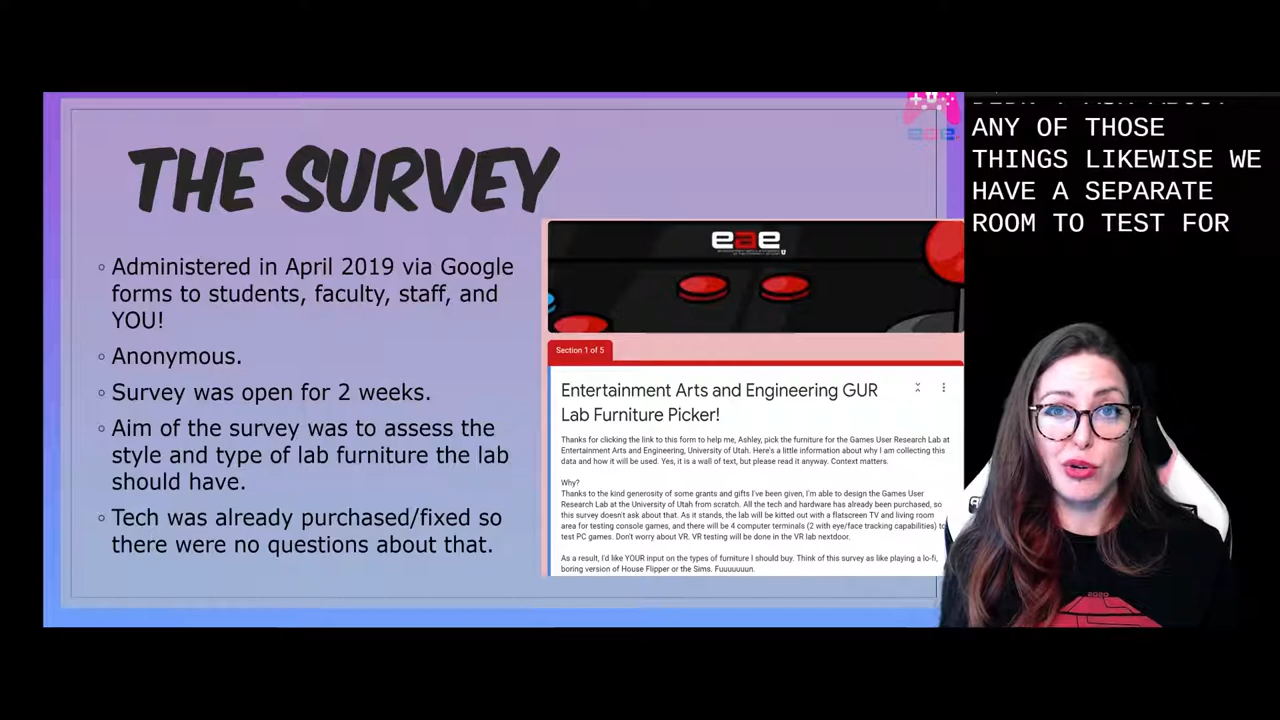 THE SURVEY
◦ Administered in April 2019 via Google
forms to students, faculty, staff, and
YOU!
◦ Anonymous.
◦ Survey was open for 2 weeks.
◦ Aim of the survey was to assess the
style and type of lab furniture the lab
should have.
◦ Tech was already purchased/fixed so
there were no questions about that.
eae
eae
Section 1 of 5
Entertainment Arts and Engineering GUR
Lab Furniture Picker!
Thanks for clicking the link to this form to help me, Ashley, pick the furniture for the Games User Research Lab at
Entertainment Arts and Engineering, University of Utah. Here's a little information about why I am collecting this
data and how it will be used. Yes, it is a wall of text, but please read it anyway. Context matters.
Why?
Thanks to the kind generosity of some grants and gifts I've been given, I'm able to design the Games User
Research Lab at the University of Utah from scratch. All the tech and hardware has already been purchased, so
this survey doesn't ask about that. As it stands, the lab will be kitted out with a flatscreen TV and living room
area for testing console games, and there will be 4 computer terminals (2 with eye/face tracking capabilities) to
test PC games. Don't worry about VR. VR testing will be done in the VR lab nextdoor.
As a result, I'd like YOUR input on the types of furniture I should buy. Think of this survey as like playing a lo-fi,
boring version of House Flipper or the Sims. Fuuuuuuun.
ANY OF THOSE
THINGS LIKEWISE WE
HAVE A SEPARATE
ROOM TO TEST FOR